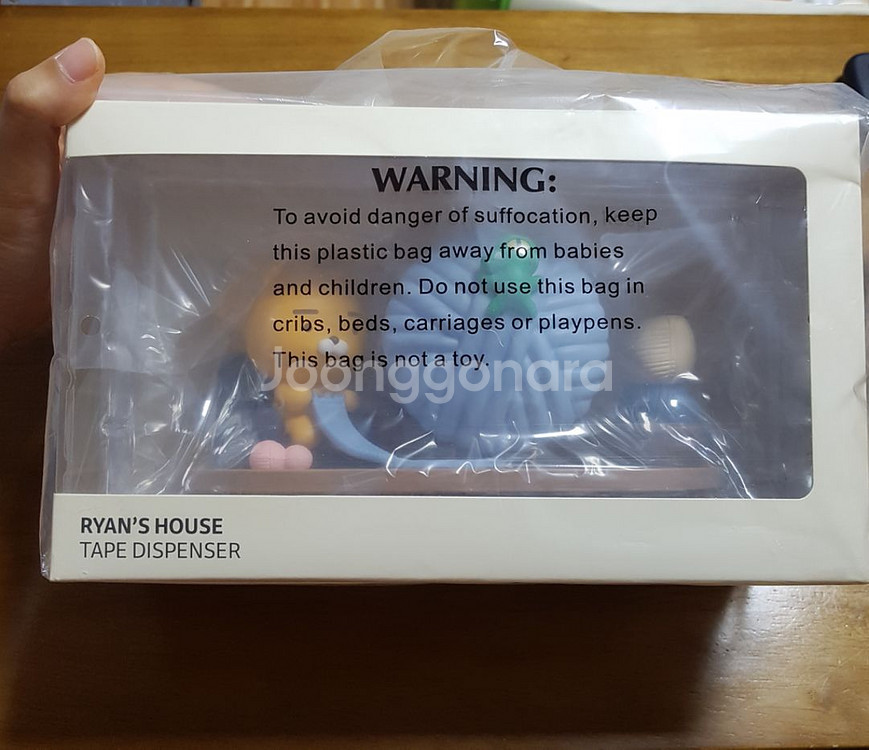 WARNING:
To avoid danger of suffocation, keep
this plastic bag away from babies
and children. Do not use this bag in
cribs, beds, carriages or playpens.
This bag is not a toy.
Joonggonara
RYAN'S HOUSE
TAPE DISPENSER